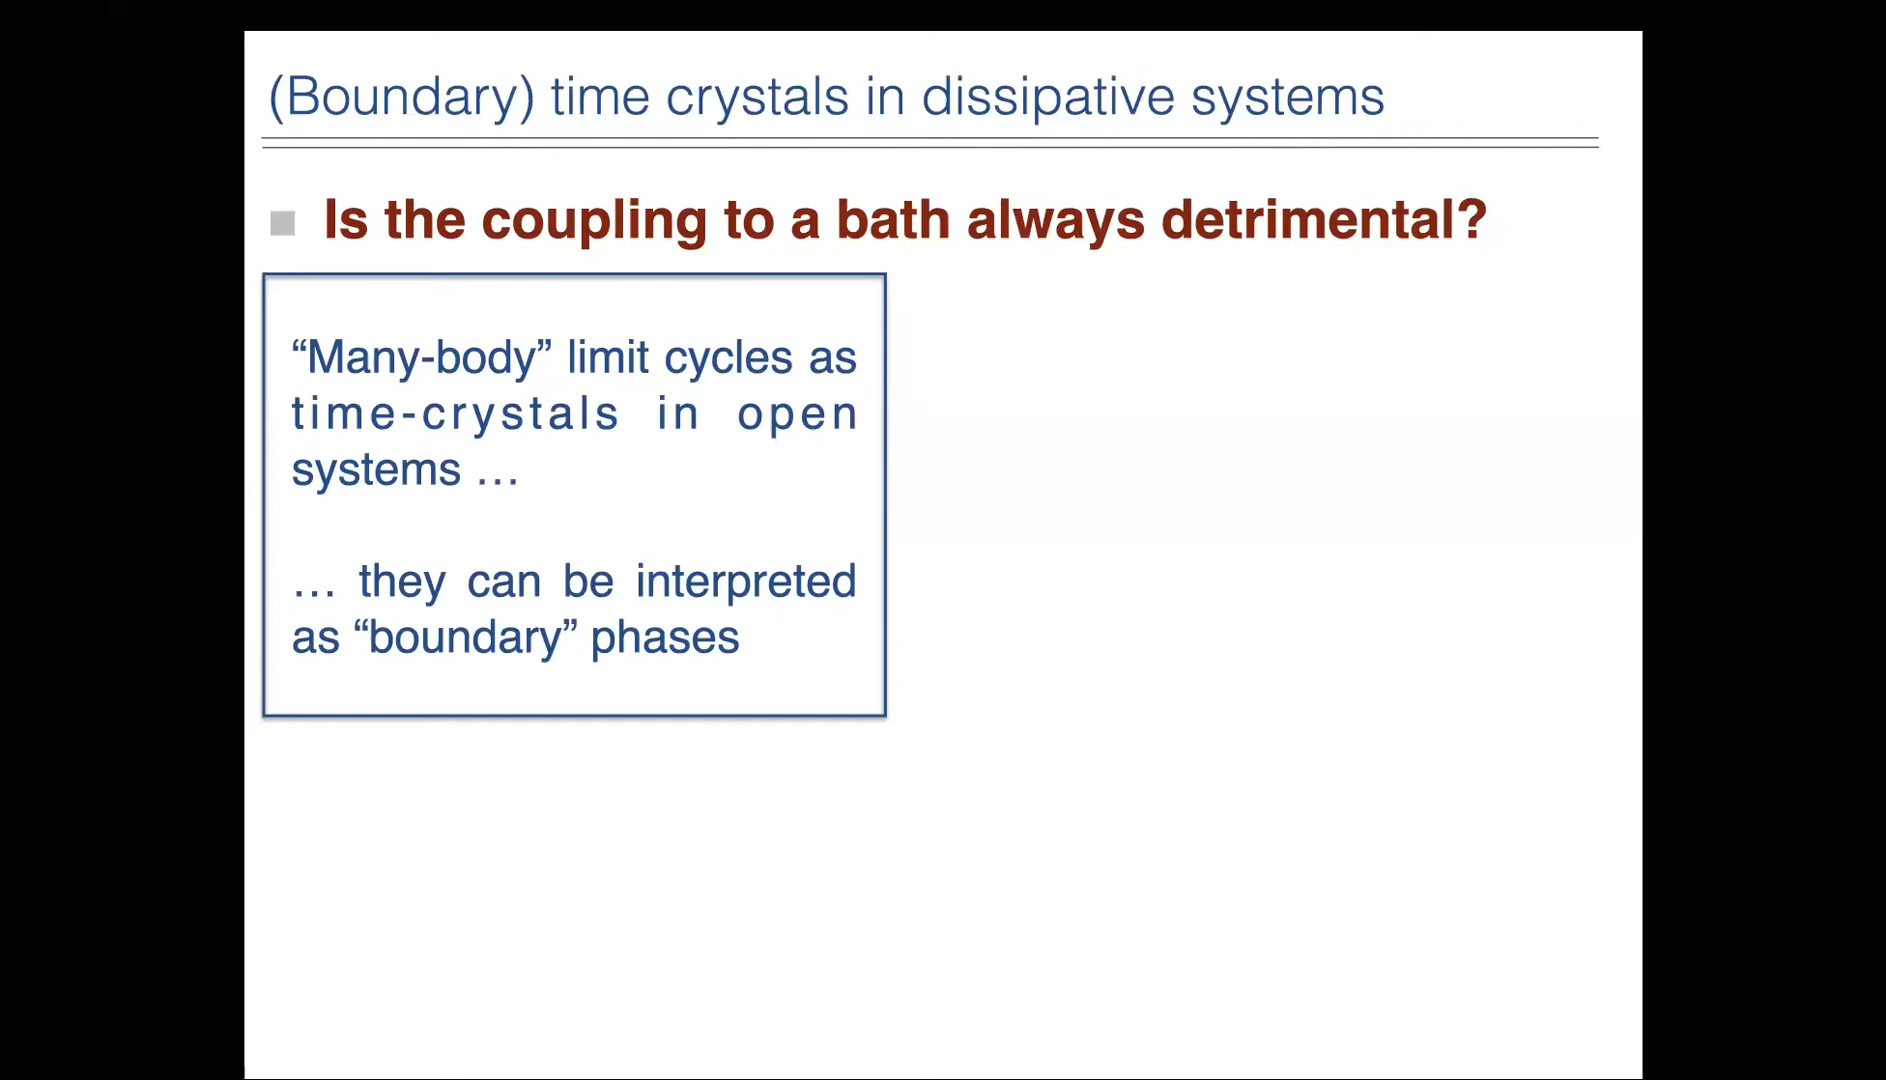 (Boundary) time crystals in dissipative systems
Is the coupling to a bath always detrimental?
“Many-body” limit cycles as
time-crystals in open
systems …
… they can be interpreted
as “boundary” phases